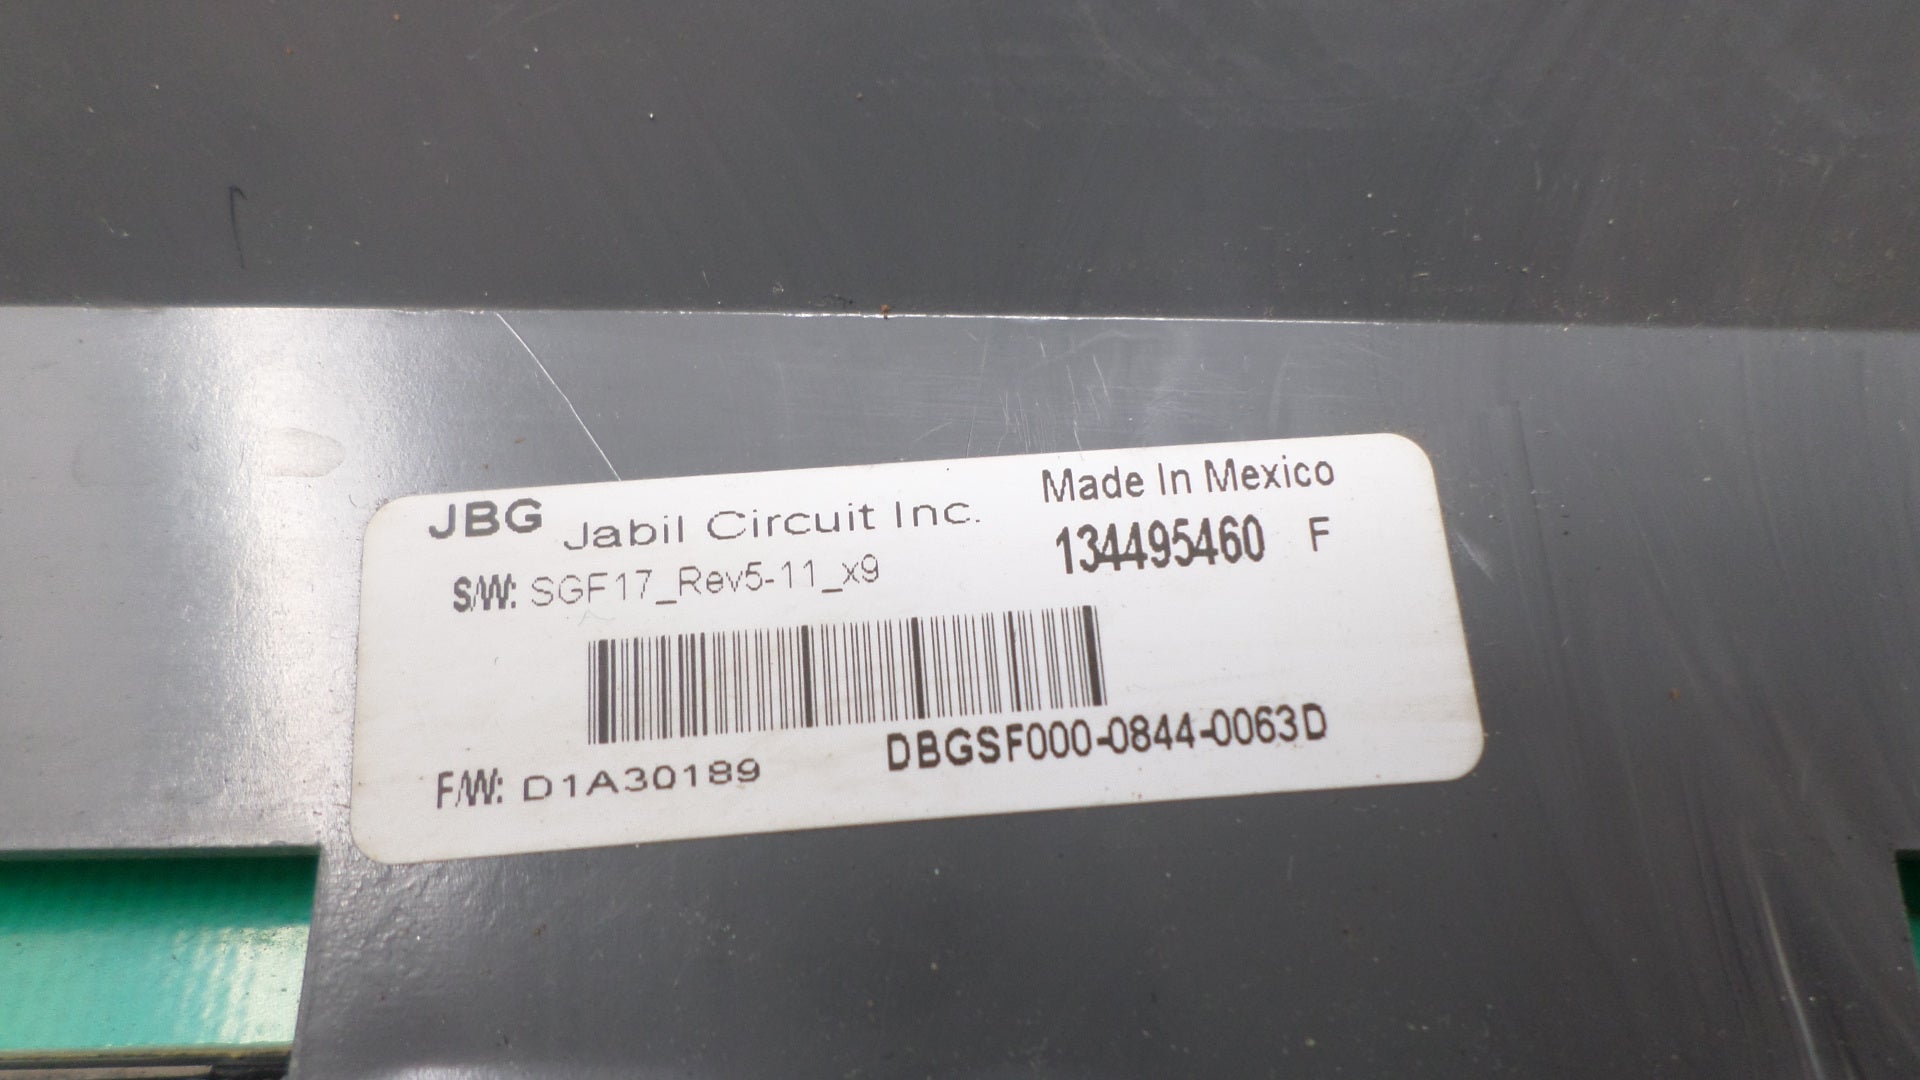 JBG Jabil Circuit Inc. Made In Mexico
S/W: SGF17_Rev5-11_x9 134495460 F
DBGSF000-0844-0063D
F/W: D1A30189